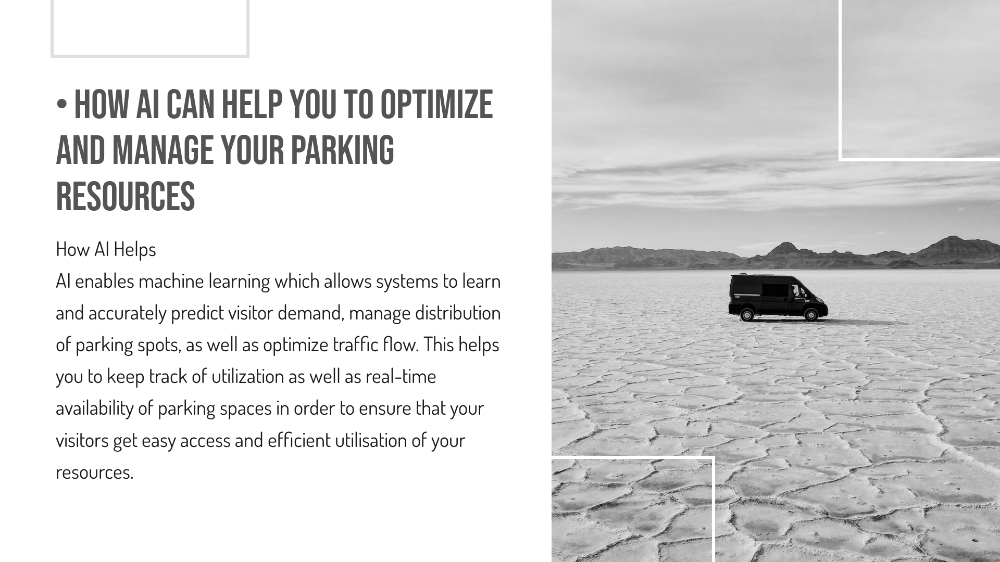 • HOW AI CAN HELP YOU TO OPTIMIZE
AND MANAGE YOUR PARKING
RESOURCES
How AI Helps
AI enables machine learning which allows systems to learn
and accurately predict visitor demand, manage distribution
of parking spots, as well as optimize traffic flow. This helps
you to keep track of utilization as well as real-time
availability of parking spaces in order to ensure that your
visitors get easy access and efficient utilisation of your
resources.